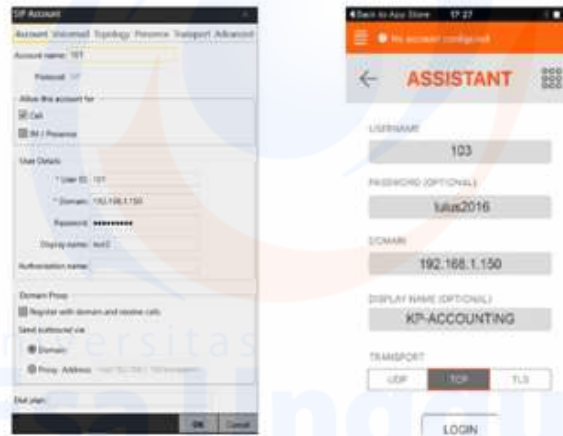 SIP Account
Account Voicemail Topology Presence Transport Advanced
Account name: 101
Protocol: SIP
Allow this account for
Call
IM / Presence
User Details
* User ID: 101
* Domain: 192.168.1.150
Password:
Display name: test2
Authorization name:
Domain Proxy
Register with domain and receive calls
Send outbound via:
Domain
Proxy Address:
Dial plan:
OK Cancel
Back to App Store 17:27
No account configured
ASSISTANT
USERNAME
103
PASSWORD (OPTIONAL)
lulus2016
DOMAIN
192.168.1.150
DISPLAY NAME (OPTIONAL)
KP-ACCOUNTING
TRANSPORT
UDP TCP TLS
LOGIN